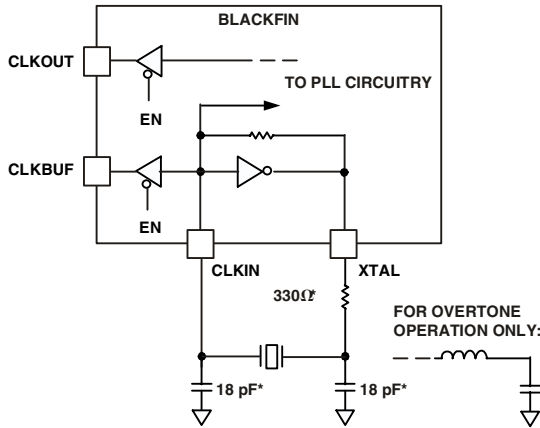 BLACKFIN
CLKOUT
TO PLL CIRCUITRY
EN
CLKBUF
EN
CLKIN
XTAL
330Ω*
FOR OVERTONE
OPERATION ONLY:
18 pF*
18 pF*